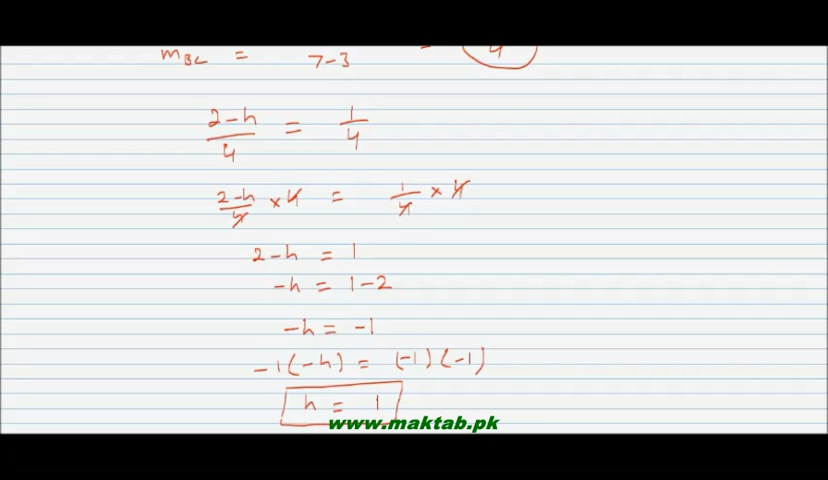 m_BC = 7-3 = 4
(2-h)/4 = 1/4
(2-h)/4 × 4 = 1/4 × 4
2-h = 1
-h = 1-2
-h = -1
-1(-h) = (-1)(-1)
h = 1
www.maktab.pk